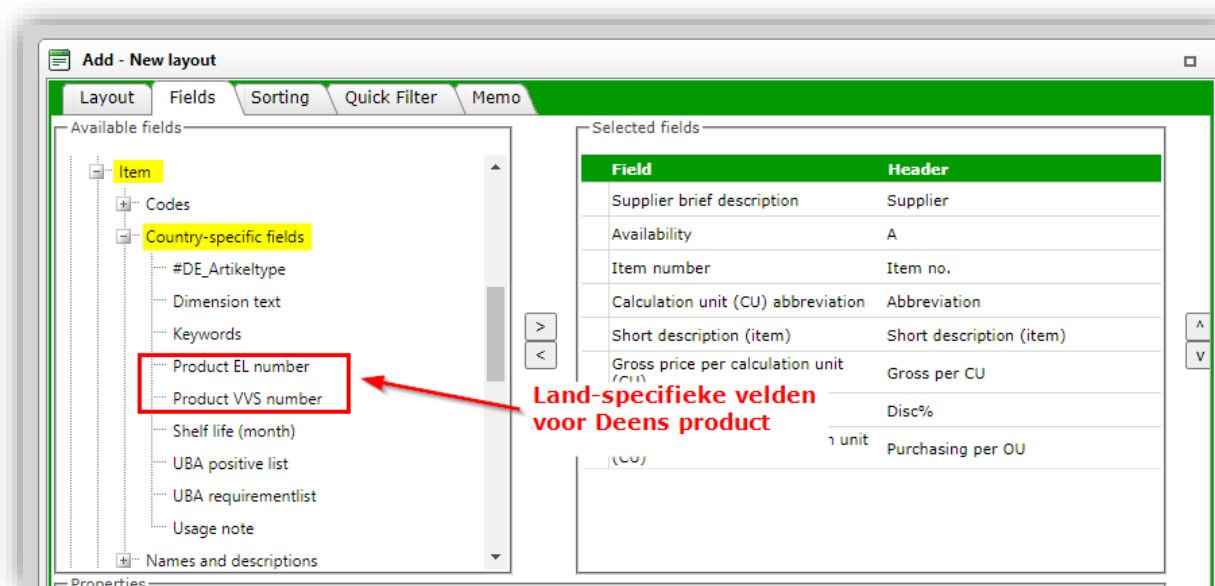 Add - New layout
Layout Fields Sorting Quick Filter Memo
Available fields
Item
Codes
Country-specific fields
#DE_Artikeltype
Dimension text
Keywords
Product EL number
Product VVS number
Shelf life (month)
UBA positive list
UBA requirementlist
Usage note
Names and descriptions
>
<
Selected fields
Field Header
Supplier brief description Supplier
Availability A
Item number Item no.
Calculation unit (CU) abbreviation Abbreviation
Short description (item) Short description (item)
Gross price per calculation unit
(CU) Gross per CU
Disc%
unit
(CU) Purchasing per OU
Land-specifieke velden
voor Deens product
^
v
Properties